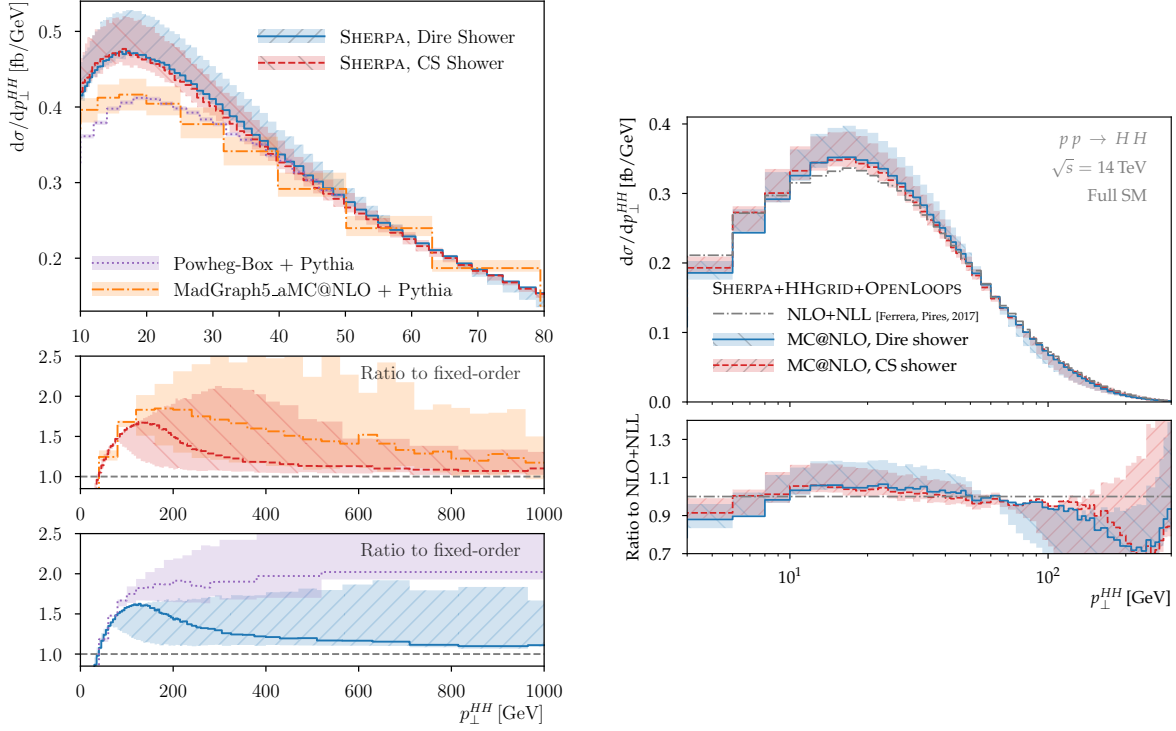 dσ/dp⊥^HH [fb/GeV]
0.5
0.4
0.3
0.2
SHERPA, Dire Shower
SHERPA, CS Shower
Powheg-Box + Pythia
MadGraph5_aMC@NLO + Pythia
10 20 30 40 50 60 70 80
2.5
2.0
1.5
1.0
Ratio to fixed-order
0 200 400 600 800 1000
2.5
2.0
1.5
1.0
Ratio to fixed-order
0 200 400 600 800 1000
p⊥^HH [GeV]
dσ/dp⊥^HH [fb/GeV]
0.4
0.3
0.2
0.1
0.0
p p → H H
√s = 14 TeV
Full SM
SHERPA+HHGRID+OPENLOOPS
NLO+NLL [Ferrera, Pires, 2017]
MC@NLO, Dire shower
MC@NLO, CS shower
Ratio to NLO+NLL
1.3
1.1
0.9
0.7
10^1 10^2
p⊥^HH [GeV]